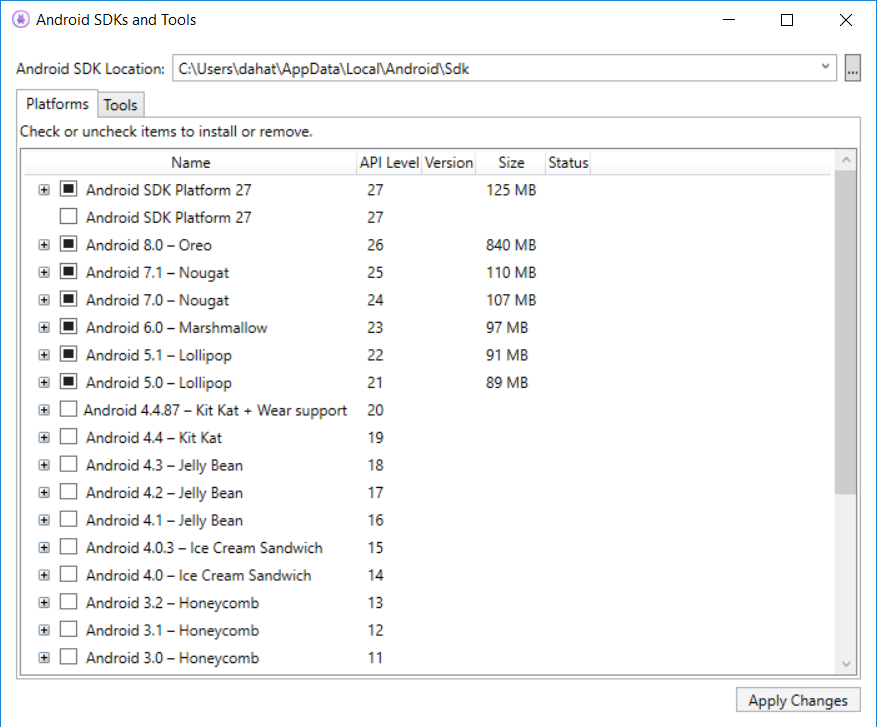 Android SDKs and Tools
Android SDK Location: C:\Users\dahat\AppData\Local\Android\Sdk ...
Platforms Tools
Check or uncheck items to install or remove.
Name API Level Version Size Status
Android SDK Platform 27 27 125 MB
Android SDK Platform 27 27
Android 8.0 – Oreo 26 840 MB
Android 7.1 – Nougat 25 110 MB
Android 7.0 – Nougat 24 107 MB
Android 6.0 – Marshmallow 23 97 MB
Android 5.1 – Lollipop 22 91 MB
Android 5.0 – Lollipop 21 89 MB
Android 4.4.87 – Kit Kat + Wear support 20
Android 4.4 – Kit Kat 19
Android 4.3 – Jelly Bean 18
Android 4.2 – Jelly Bean 17
Android 4.1 – Jelly Bean 16
Android 4.0.3 – Ice Cream Sandwich 15
Android 4.0 – Ice Cream Sandwich 14
Android 3.2 – Honeycomb 13
Android 3.1 – Honeycomb 12
Android 3.0 – Honeycomb 11
Apply Changes